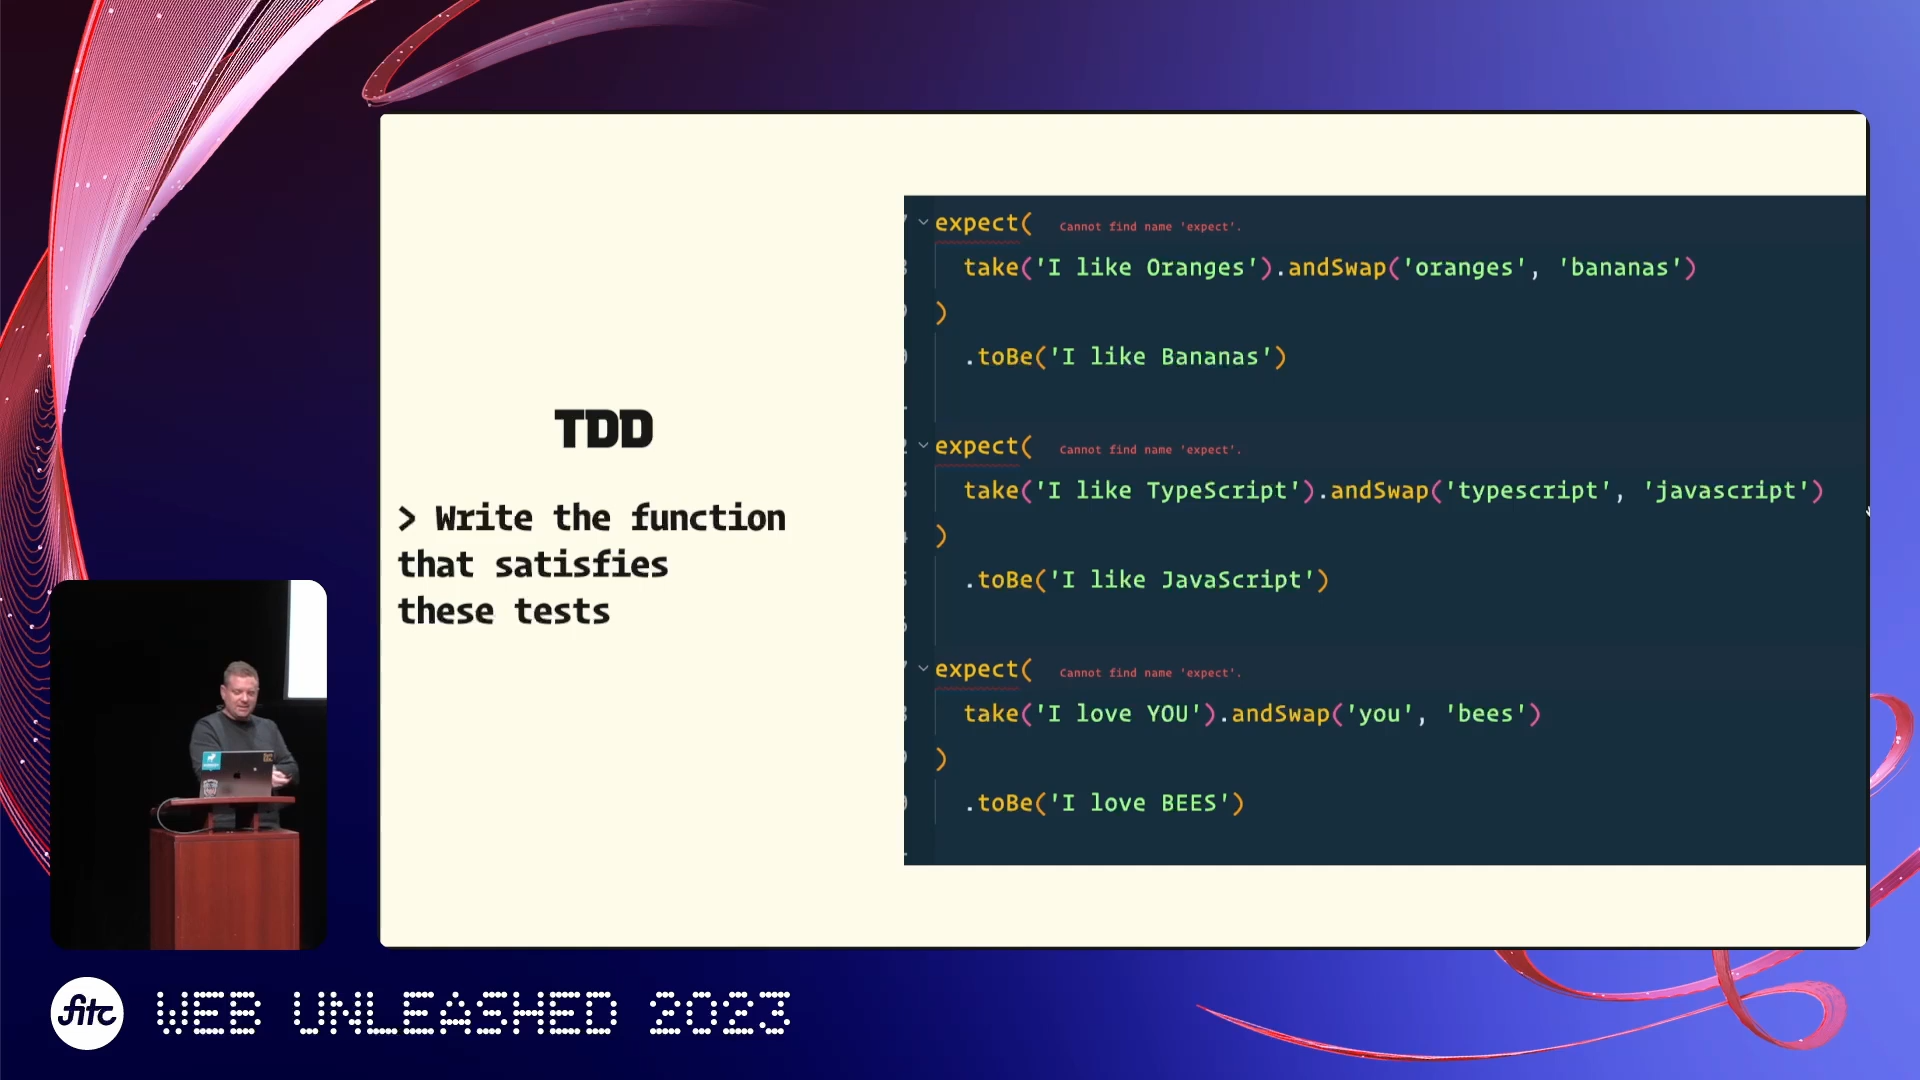 TDD
> Write the function
that satisfies
these tests
expect( Cannot find name 'expect'.
take('I like Oranges').andSwap('oranges', 'bananas')
)
.toBe('I like Bananas')
expect( Cannot find name 'expect'.
take('I like TypeScript').andSwap('typescript', 'javascript')
)
.toBe('I like JavaScript')
expect( Cannot find name 'expect'.
take('I love YOU').andSwap('you', 'bees')
)
.toBe('I love BEES')
fitc WEB UNLEASHED 2023